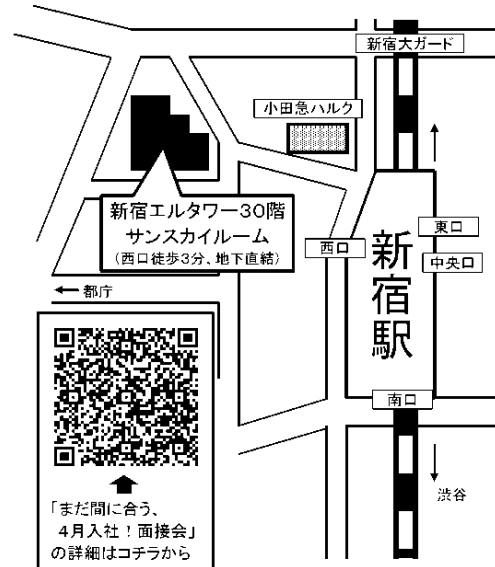 新宿大ガード
小田急ハルク
新宿エルタワー30階
サンスカイルーム
(西口徒歩3分、地下直結)
西口
新宿駅
東口
中央口
←都庁
南口
渋谷
「まだ間に合う、
4月入社！面接会」
の詳細はコチラから